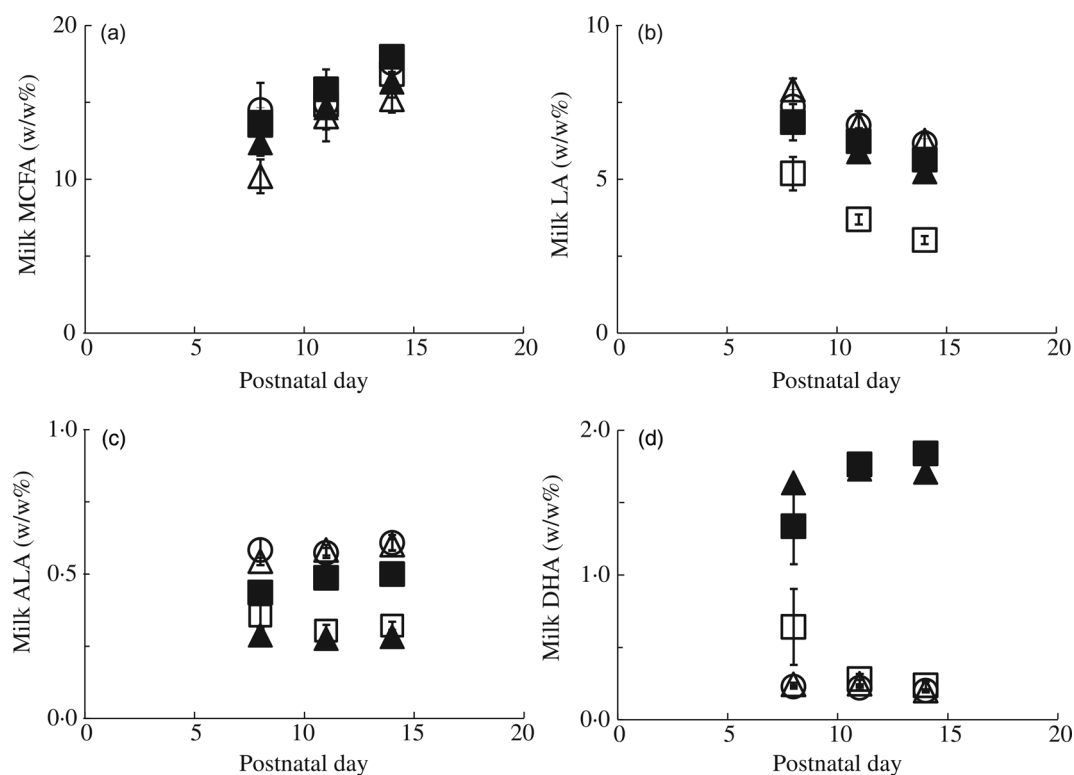 (a)
20
10
0
Milk MCFA (w/w%)
0 5 10 15 20
Postnatal day
(b)
10
5
0
Milk LA (w/w%)
0 5 10 15 20
Postnatal day
(c)
1·0
0·5
0·0
Milk ALA (w/w%)
0 5 10 15 20
Postnatal day
(d)
2·0
1·0
0·0
Milk DHA (w/w%)
0 5 10 15 20
Postnatal day